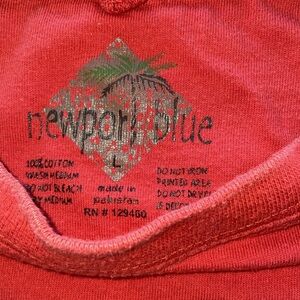 newport blue
L
100% COTTON
WASH MEDIUM
DO NOT BLEACH
DRY MEDIUM
made in
pakistan
RN # 129460
DO NOT IRON
PRINTED AREA
DO NOT DRY